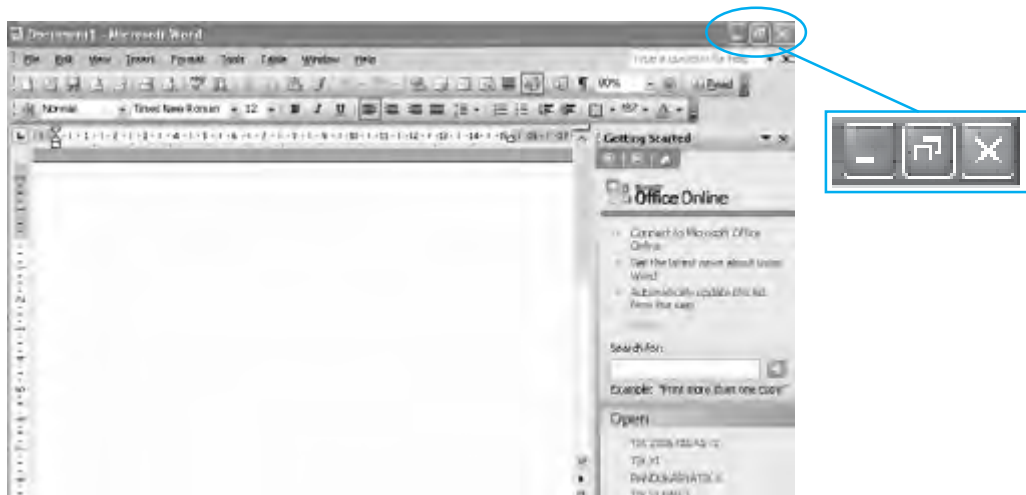 Document1 - Microsoft Word
File Edit View Insert Format Tools Table Window Help
Type a question for help
90% Read
Normal Times New Roman 12
Getting Started
Office Online
Connect to Microsoft Office
Online
Get the latest news about using
Word
Automatically update this list
from the web
Search for:
Example: "Print more than one copy"
Open